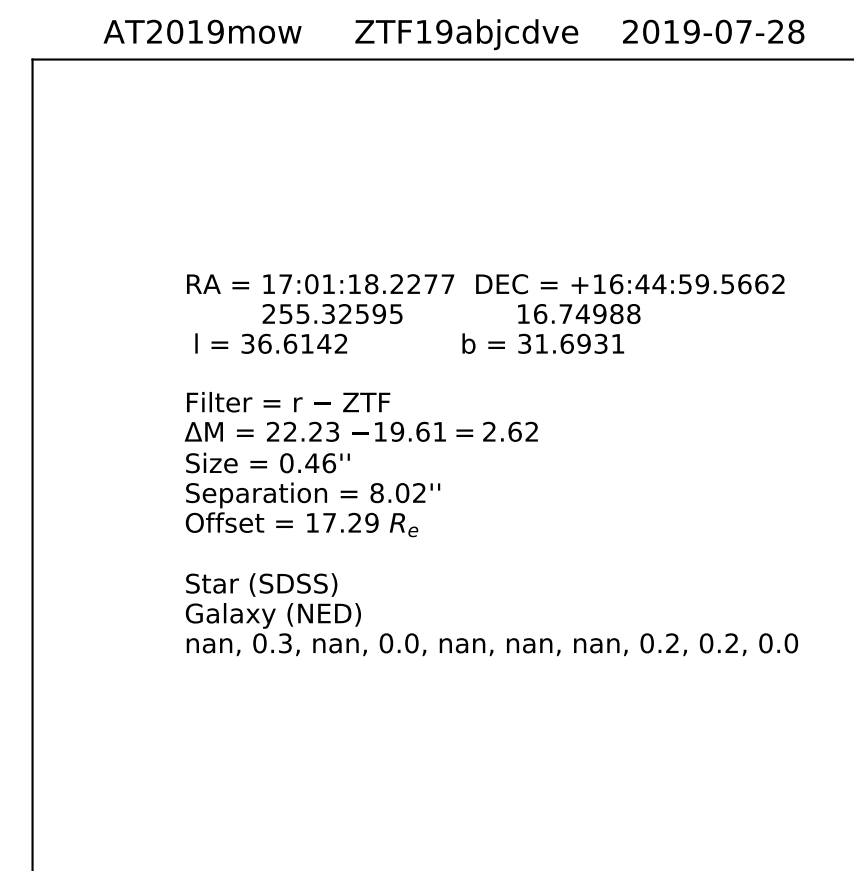 AT2019mow ZTF19abjcdve 2019-07-28
RA = 17:01:18.2277 DEC = +16:44:59.5662
255.32595 16.74988
l = 36.6142 b = 31.6931
Filter = r − ZTF
ΔM = 22.23 −19.61 = 2.62
Size = 0.46''
Separation = 8.02''
Offset = 17.29 Rₑ
Star (SDSS)
Galaxy (NED)
nan, 0.3, nan, 0.0, nan, nan, nan, 0.2, 0.2, 0.0